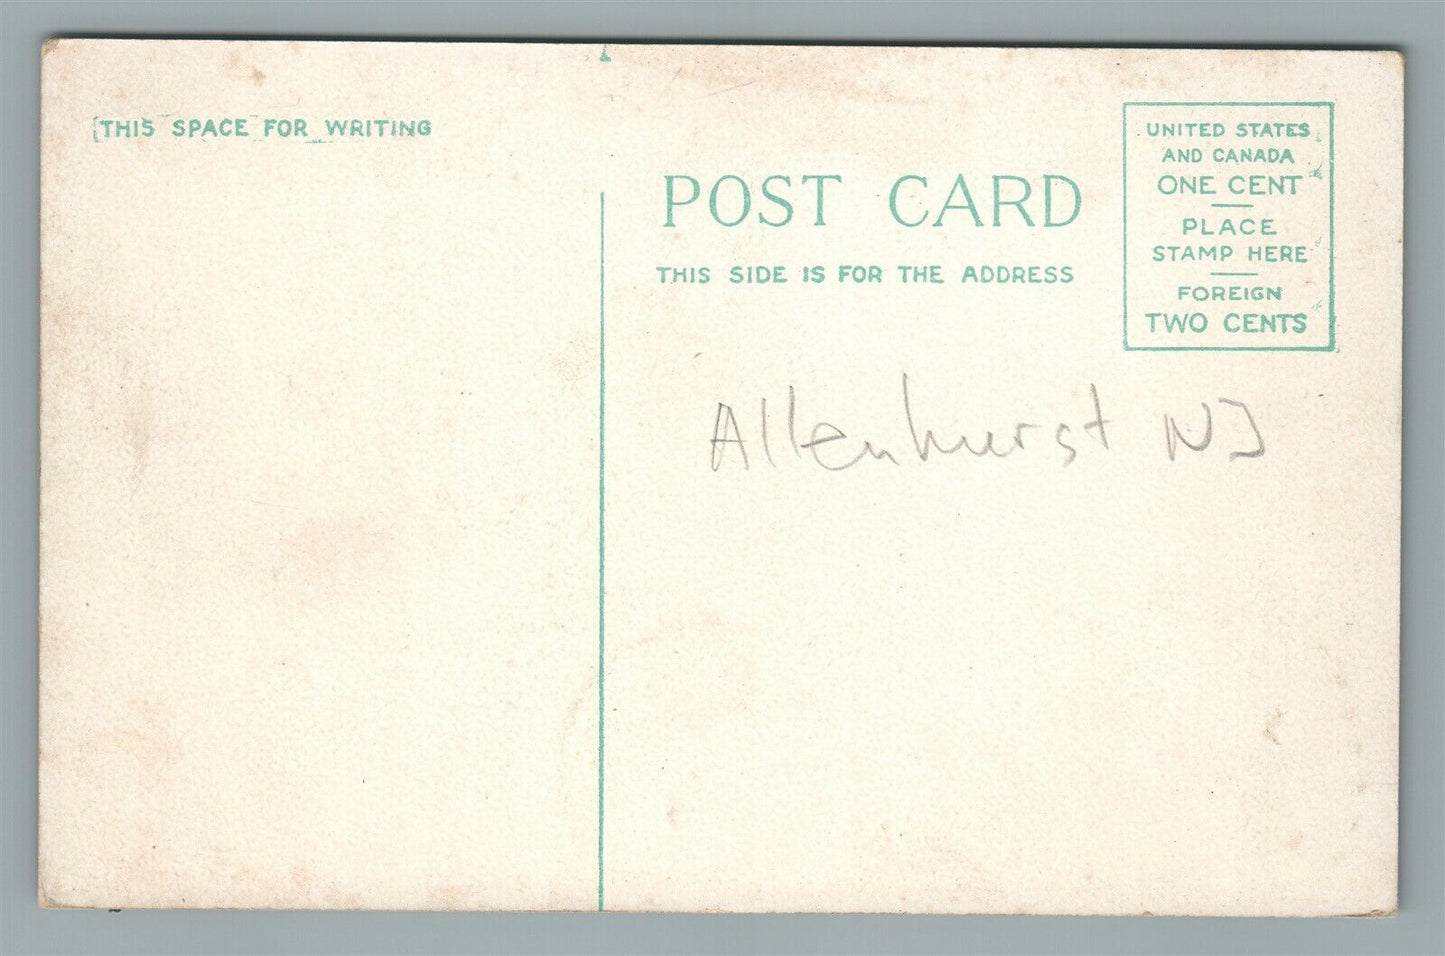 THIS SPACE FOR WRITING
POST CARD
THIS SIDE IS FOR THE ADDRESS
UNITED STATES
AND CANADA
ONE CENT
PLACE
STAMP HERE
FOREIGN
TWO CENTS
Allenhurst NJ